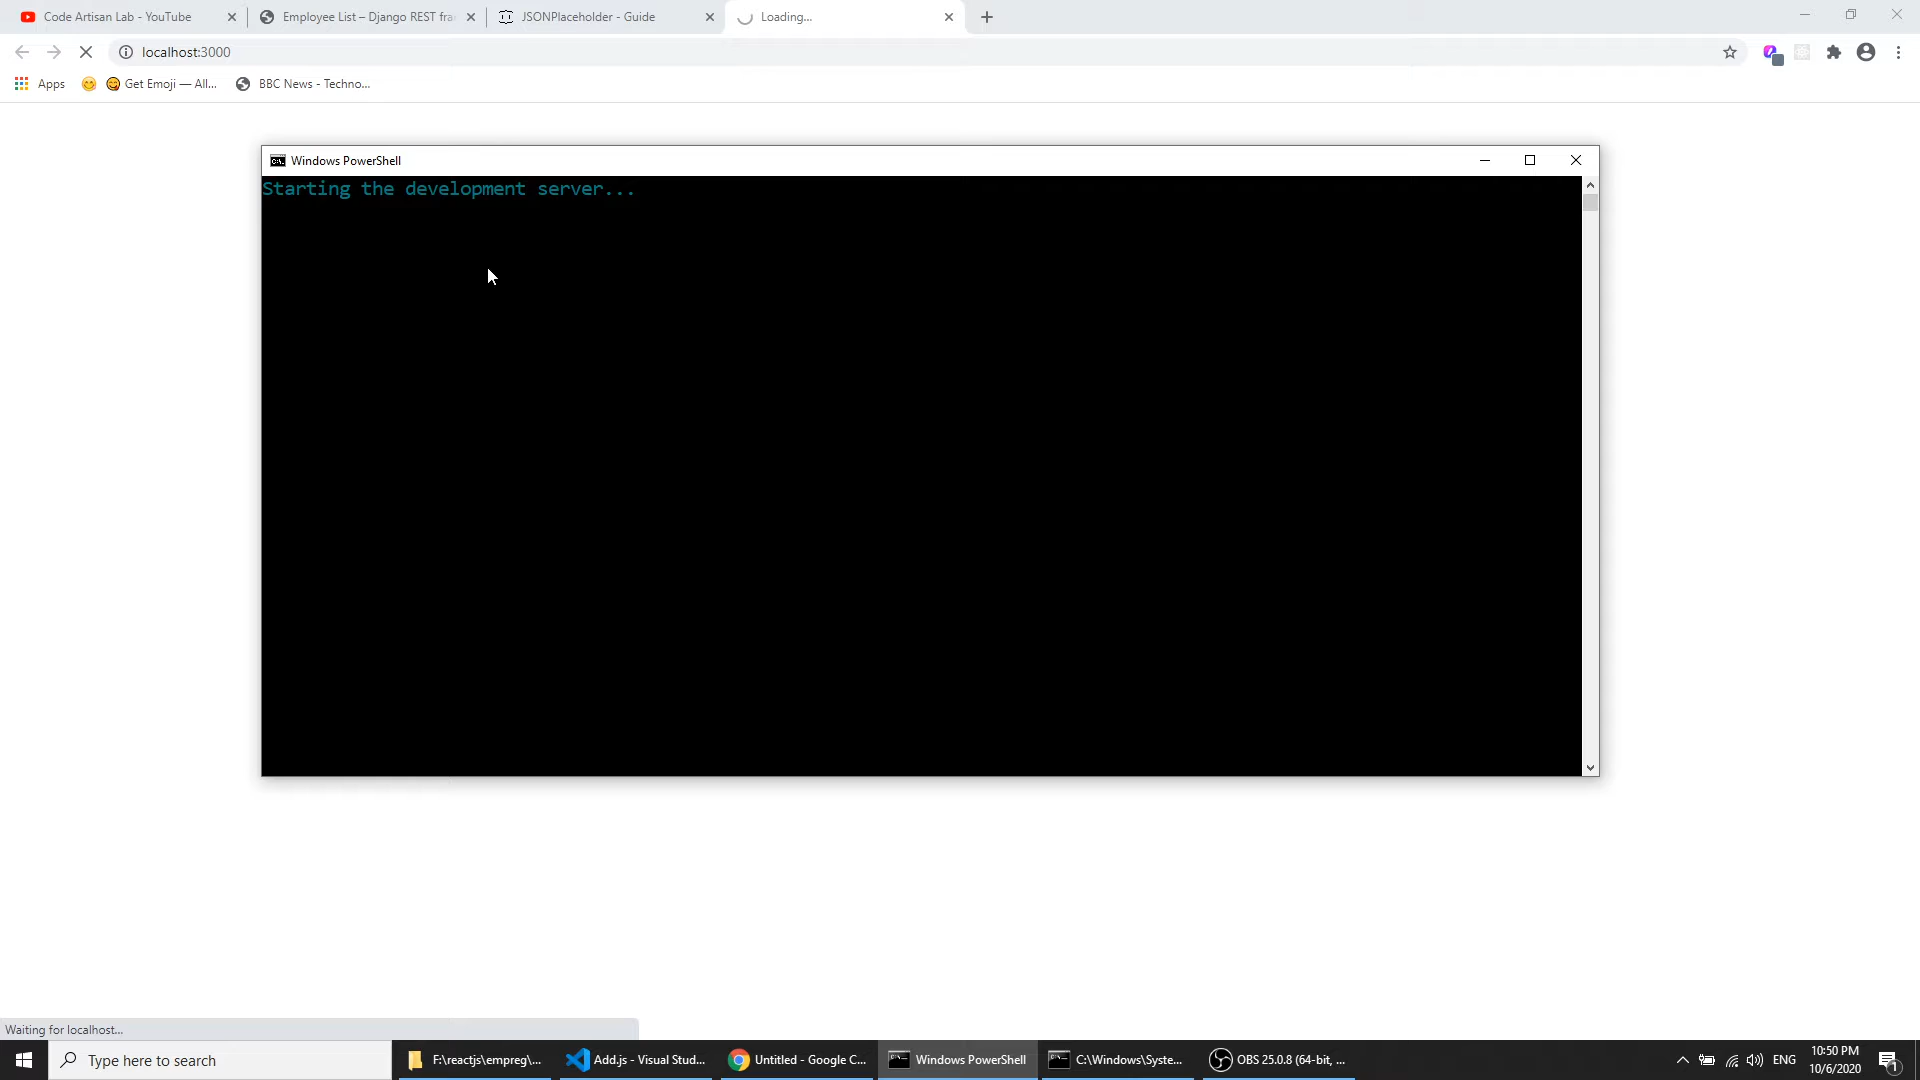 Code Artisan Lab - YouTube
Employee List – Django REST fra
JSONPlaceholder - Guide
Loading...
localhost:3000
Apps
Get Emoji — All...
BBC News - Techno...
Windows PowerShell
Starting the development server...
Waiting for localhost...
Type here to search
F:\reactjs\empreg\...
Add.js - Visual Stud...
Untitled - Google C...
Windows PowerShell
C:\Windows\Syste...
OBS 25.0.8 (64-bit, ...
ENG
10:50 PM
10/6/2020
1